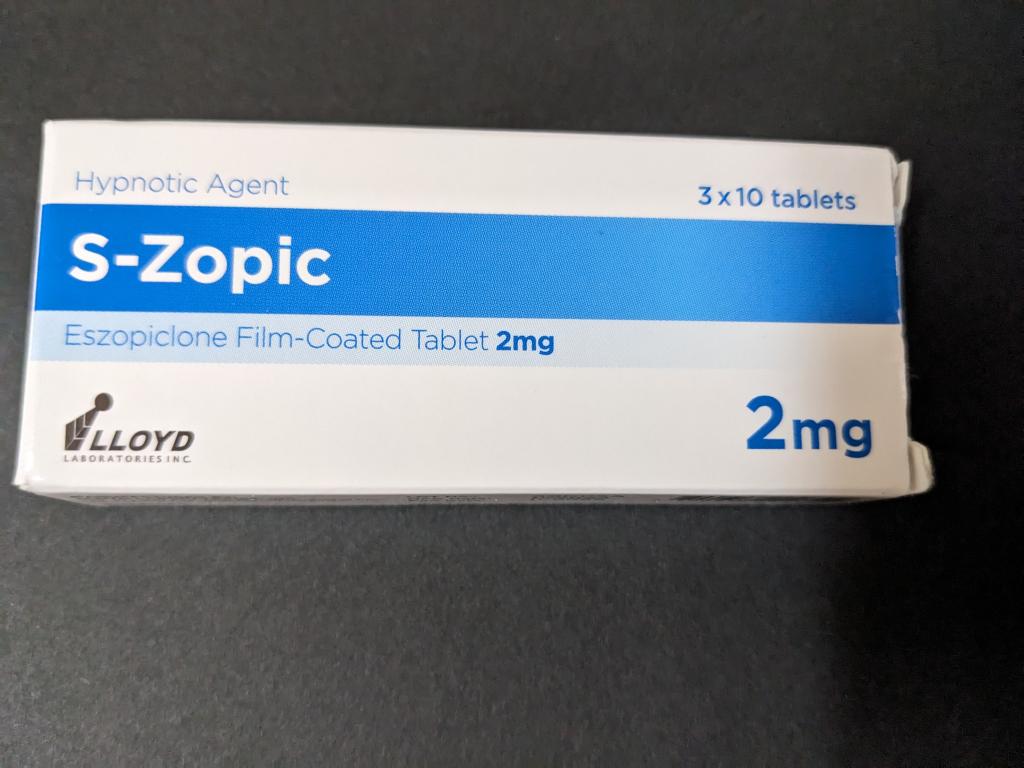 Hypnotic Agent
3 x 10 tablets
S-Zopic
Eszopiclone Film-Coated Tablet 2mg
LLOYD
LABORATORIES INC.
2mg